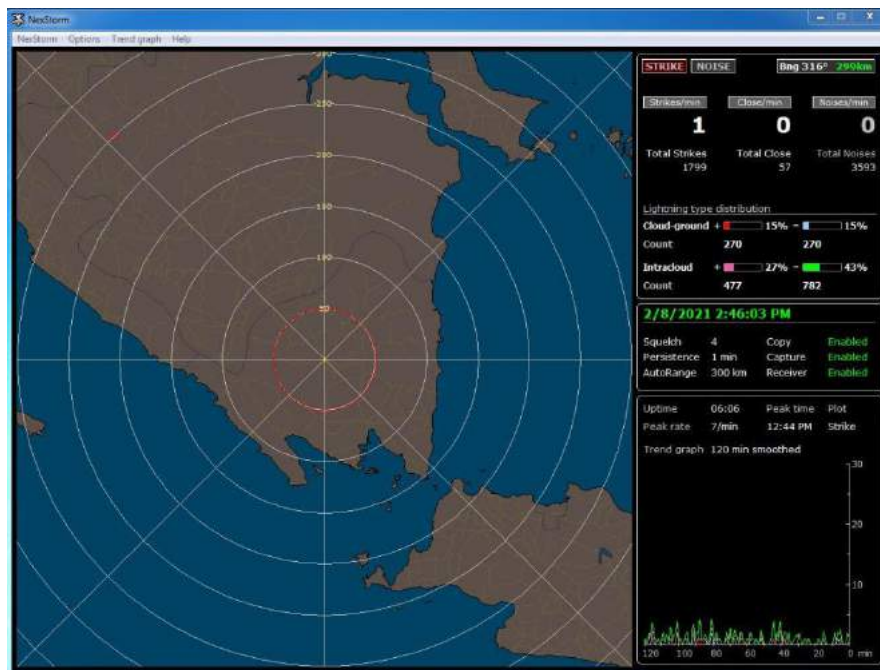 NexStorm
NexStorm Options Trend graph Help
STRIKE NOISE Bng 316° 299km
Strikes/min Close/min Noises/min
1 0 0
Total Strikes Total Close Total Noises
1799 57 3593
Lightning type distribution
Cloud-ground + 15% - 15%
Count 270 270
Intracloud + 27% - 43%
Count 477 782
2/8/2021 2:46:03 PM
Squelch 4 Copy Enabled
Persistence 1 min Capture Enabled
AutoRange 300 km Receiver Enabled
Uptime 06:06 Peak time Plot
Peak rate 7/min 12:44 PM Strike
Trend graph 120 min smoothed
30
20
10
120 100 80 60 40 20 0 min
250
200
150
100
50